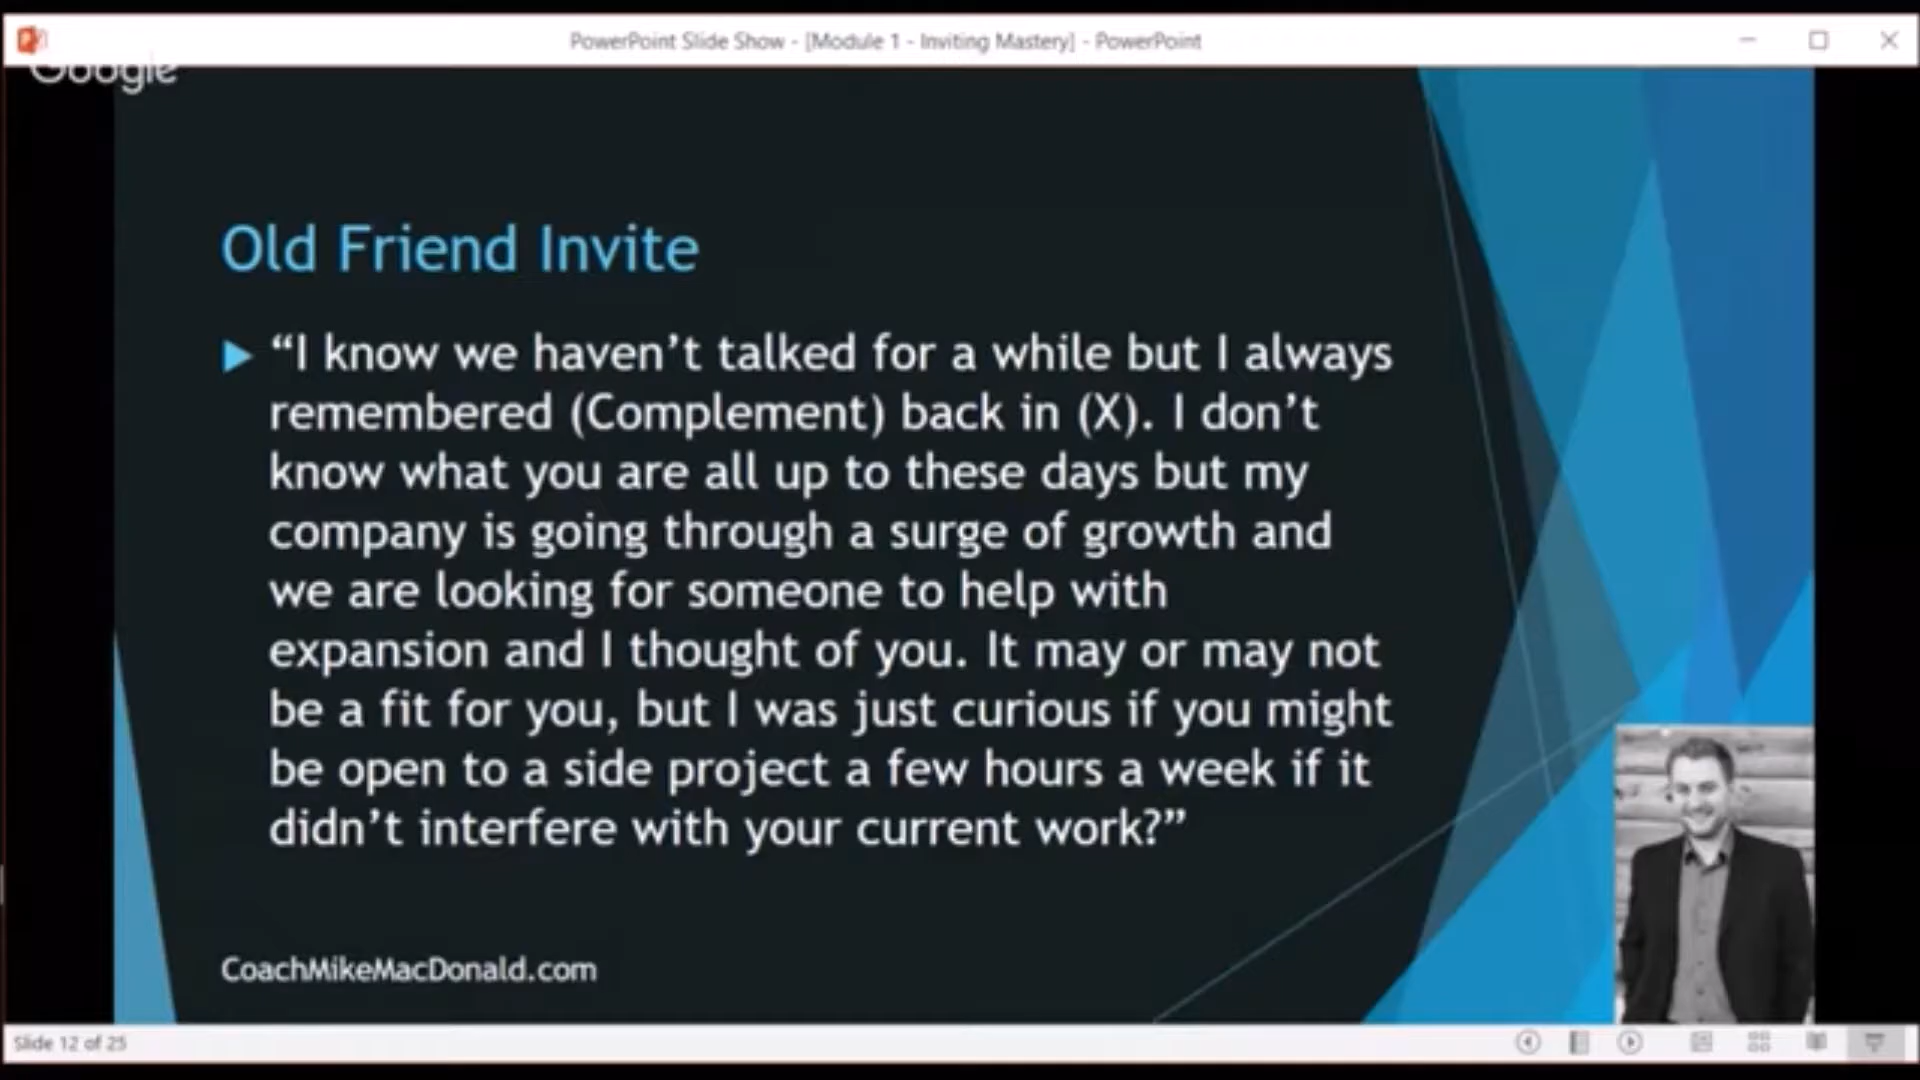 PowerPoint Slide Show - [Module 1 - Inviting Mastery] - PowerPoint
Google
Old Friend Invite
“I know we haven’t talked for a while but I always
remembered (Complement) back in (X). I don’t
know what you are all up to these days but my
company is going through a surge of growth and
we are looking for someone to help with
expansion and I thought of you. It may or may not
be a fit for you, but I was just curious if you might
be open to a side project a few hours a week if it
didn’t interfere with your current work?”
CoachMikeMacDonald.com
Slide 12 of 25